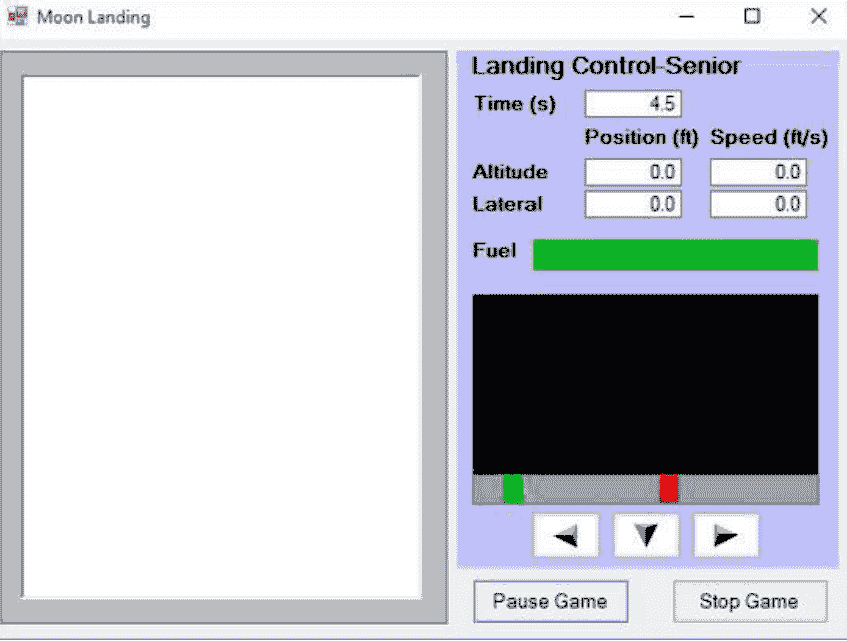 Moon Landing
Landing Control-Senior
Time (s) 4.5
Position (ft) Speed (ft/s)
Altitude 0.0 0.0
Lateral 0.0 0.0
Fuel
Pause Game Stop Game